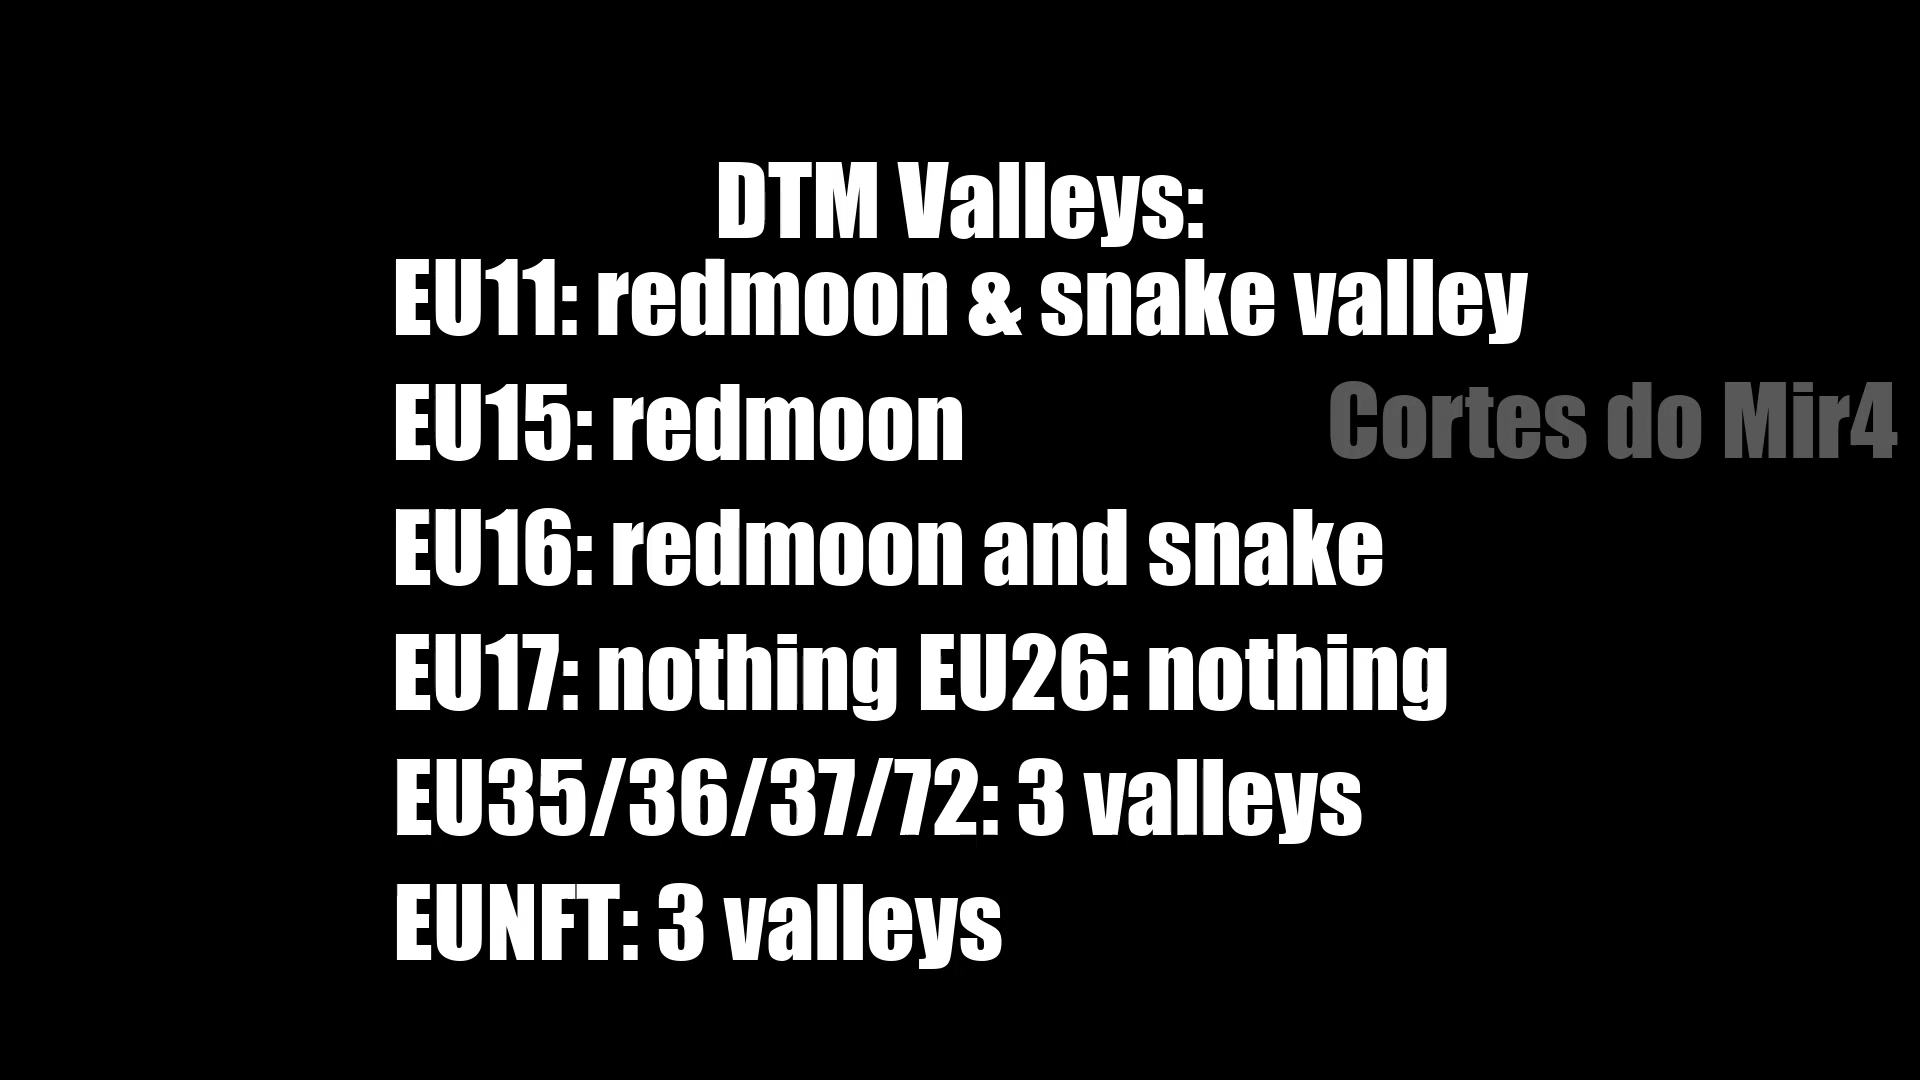 DTM Valleys:
EU11: redmoon & snake valley
EU15: redmoon
Cortes do Mir4
EU16: redmoon and snake
EU17: nothing EU26: nothing
EU35/36/37/72: 3 valleys
EUNFT: 3 valleys